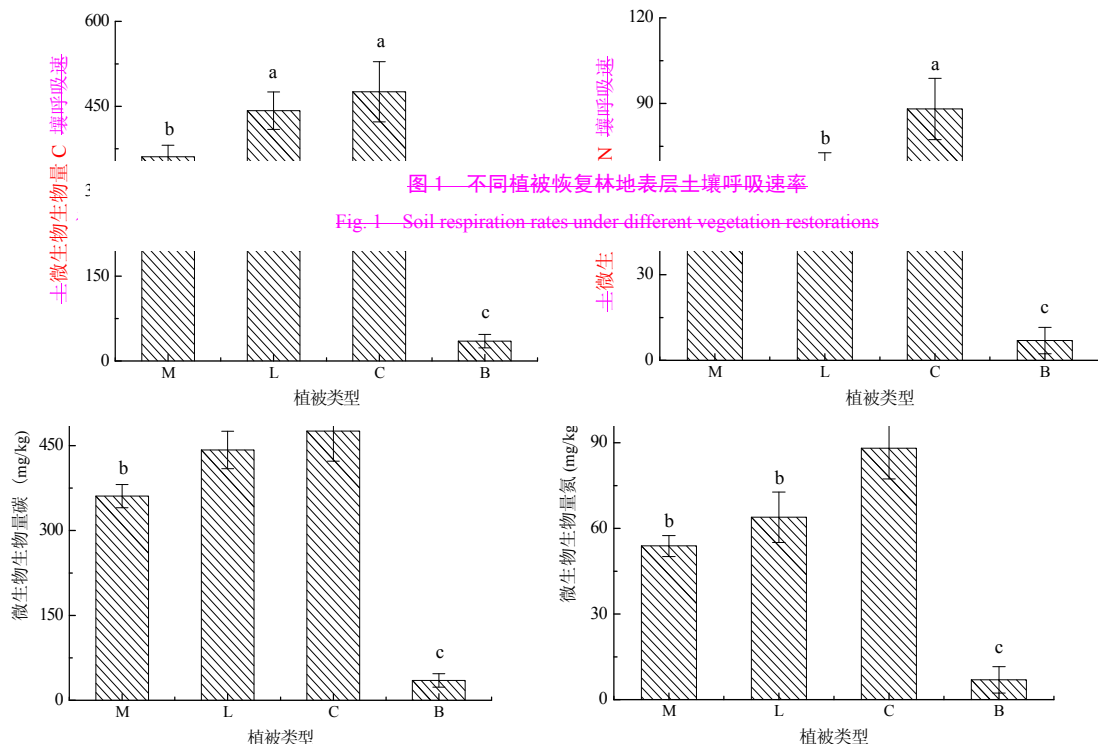 600
450
3
150
0
土微生物生物量 C 壤呼吸速
b
a
a
c
M L C B
植被类型
120
90
30
0
土微生 N 壤呼吸速
b
a
c
M L C B
植被类型
图 1 不同植被恢复林地表层土壤呼吸速率
Fig. 1 Soil respiration rates under different vegetation restorations
450
300
150
0
微生物生物量碳 (mg/kg)
b
c
M L C B
植被类型
90
60
30
0
微生物生物量氮 (mg/kg)
b
b
c
M L C B
植被类型